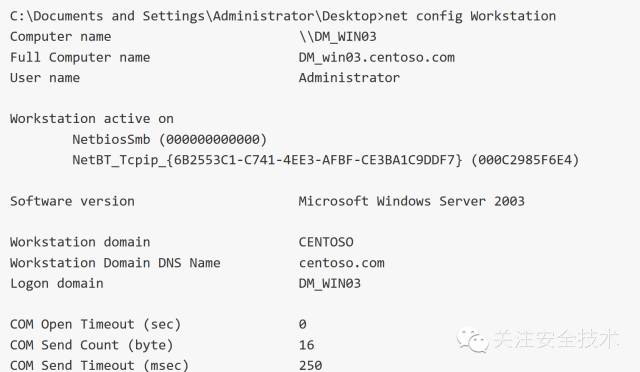 C:\Documents and Settings\Administrator\Desktop>net config Workstation
Computer name \\DM_WIN03
Full Computer name DM_win03.centoso.com
User name Administrator
Workstation active on
NetbiosSmb (000000000000)
NetBT_Tcpip_{6B2553C1-C741-4EE3-AFBF-CE3BA1C9DDF7} (000C2985F6E4)
Software version Microsoft Windows Server 2003
Workstation domain CENTOSO
Workstation Domain DNS Name centoso.com
Logon domain DM_WIN03
COM Open Timeout (sec) 0
COM Send Count (byte) 16
COM Send Timeout (msec) 250
关注安全技术